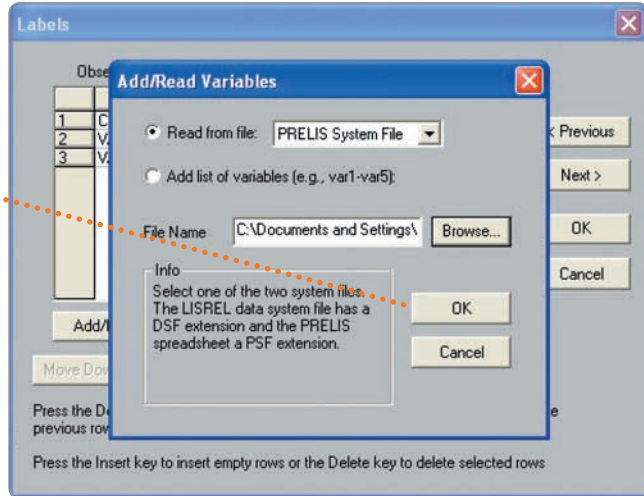 Labels
Obse
Add/Read Variables
1 C
2 V.
3 V.
Read from file: PRELIS System File
Add list of variables (e.g., var1-var5):
File Name C:\Documents and Settings\ Browse...
Info
Select one of the two system files.
The LISREL data system file has a
DSF extension and the PRELIS
spreadsheet a PSF extension.
OK
Cancel
< Previous
Next >
OK
Cancel
Add/
Move Dow
Press the D
e
previous row
Press the Insert key to insert empty rows or the Delete key to delete selected rows